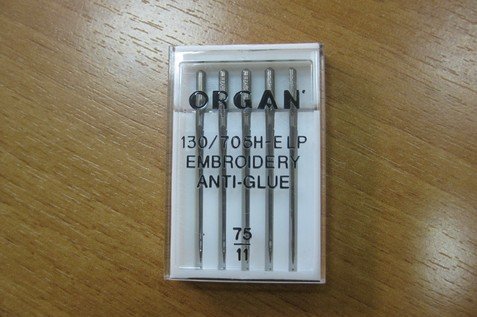 ORGAN
130/705H-ELP
EMBROIDERY
ANTI-GLUE
75
11